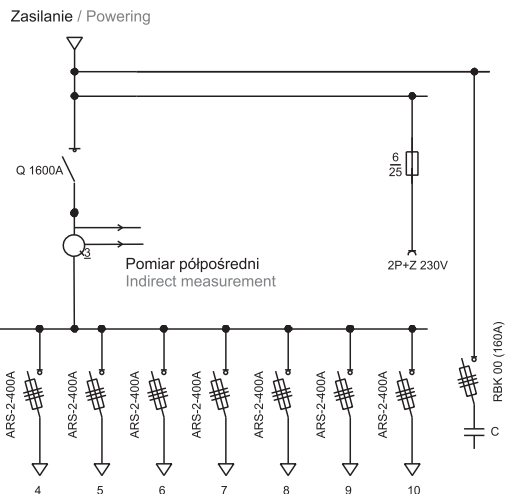 Zasilanie / Powering
Q 1600A
6
25
3
2P+Z 230V
Pomiar półpośredni
Indirect measurement
RBK 00 (160A)
C
ARS-2-400A
ARS-2-400A
ARS-2-400A
ARS-2-400A
ARS-2-400A
ARS-2-400A
ARS-2-400A
4 5 6 7 8 9 10